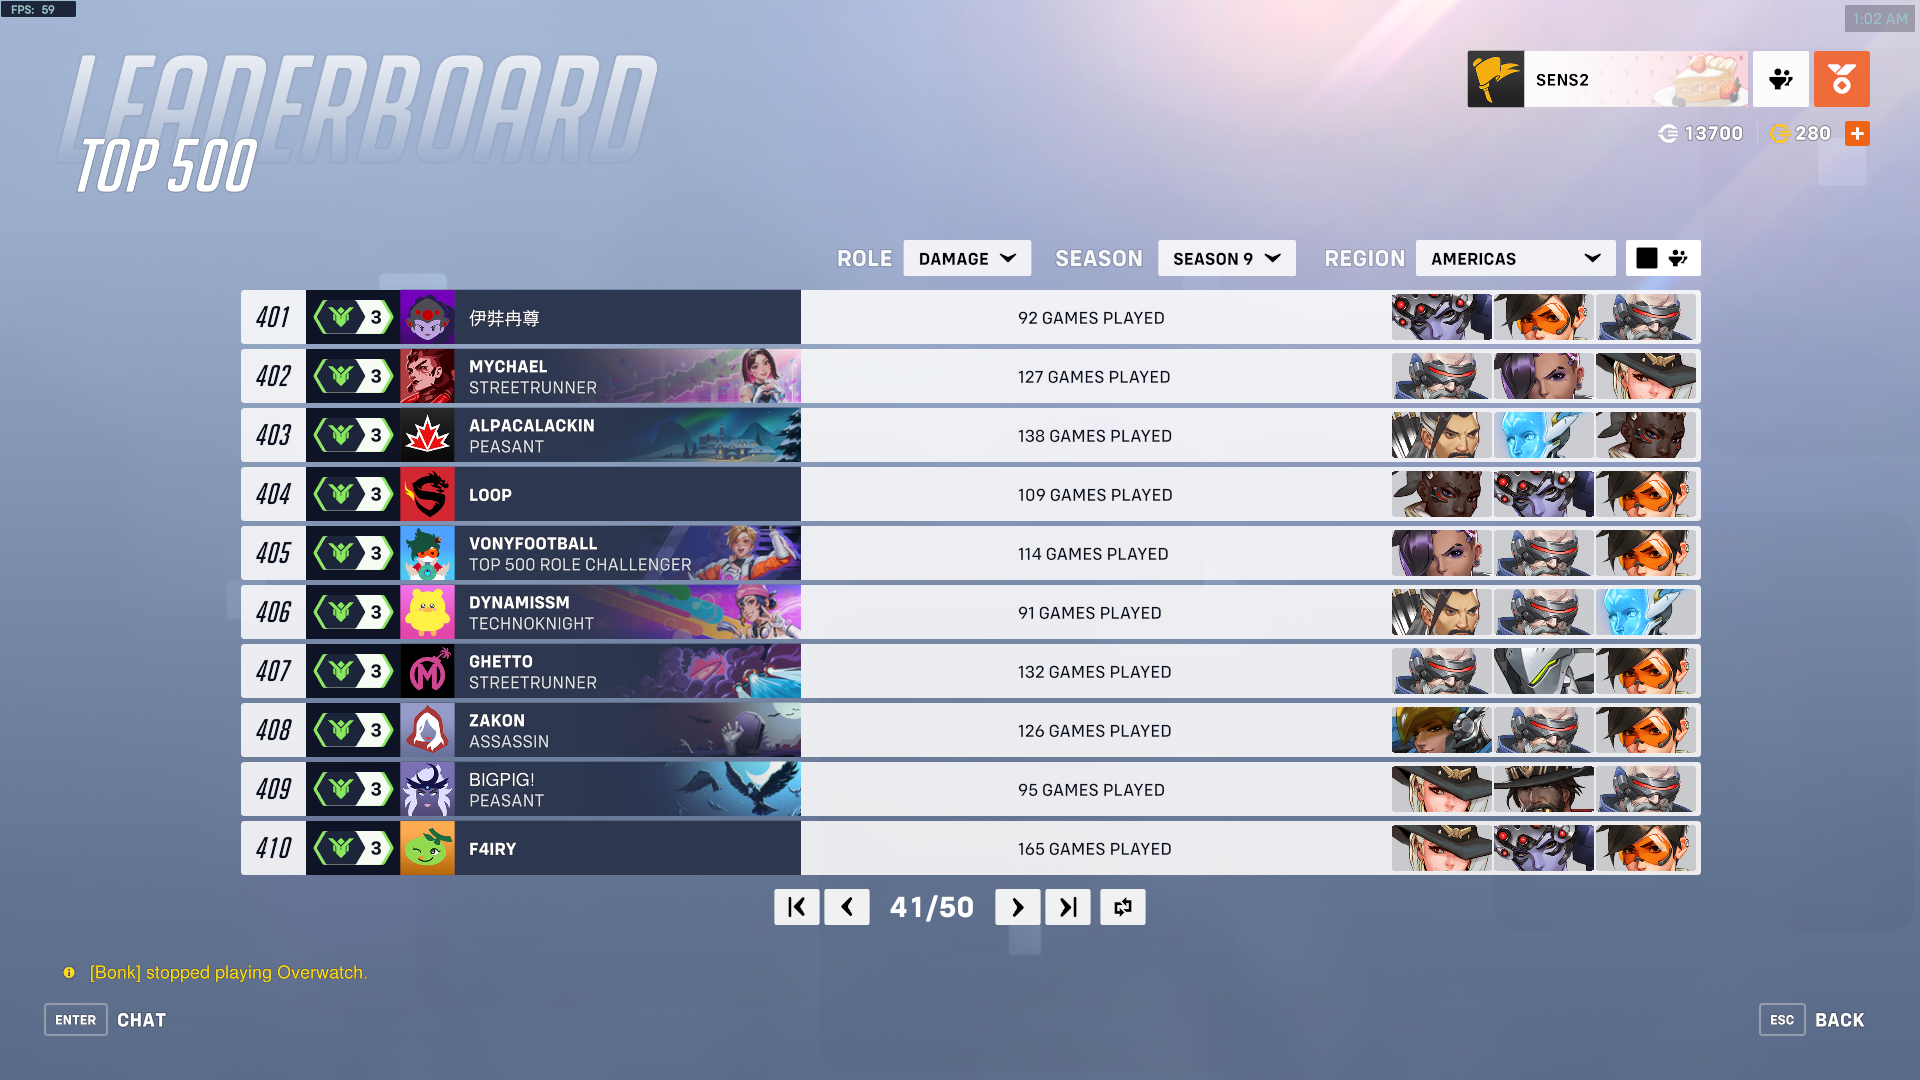 FPS: 59
1:02 AM
LEADERBOARD
TOP 500
SENS2
13700
280
ROLE
DAMAGE
SEASON
SEASON 9
REGION
AMERICAS
401
3
伊弉冉尊
92 GAMES PLAYED
402
3
MYCHAEL
STREETRUNNER
127 GAMES PLAYED
403
3
ALPACALACKIN
PEASANT
138 GAMES PLAYED
404
3
LOOP
109 GAMES PLAYED
405
3
VONYFOOTBALL
TOP 500 ROLE CHALLENGER
114 GAMES PLAYED
406
3
DYNAMISSM
TECHNOKNIGHT
91 GAMES PLAYED
407
3
GHETTO
STREETRUNNER
132 GAMES PLAYED
408
3
ZAKON
ASSASSIN
126 GAMES PLAYED
409
3
BIGPIG!
PEASANT
95 GAMES PLAYED
410
3
F4IRY
165 GAMES PLAYED
41/50
[Bonk] stopped playing Overwatch.
ENTER CHAT
ESC BACK